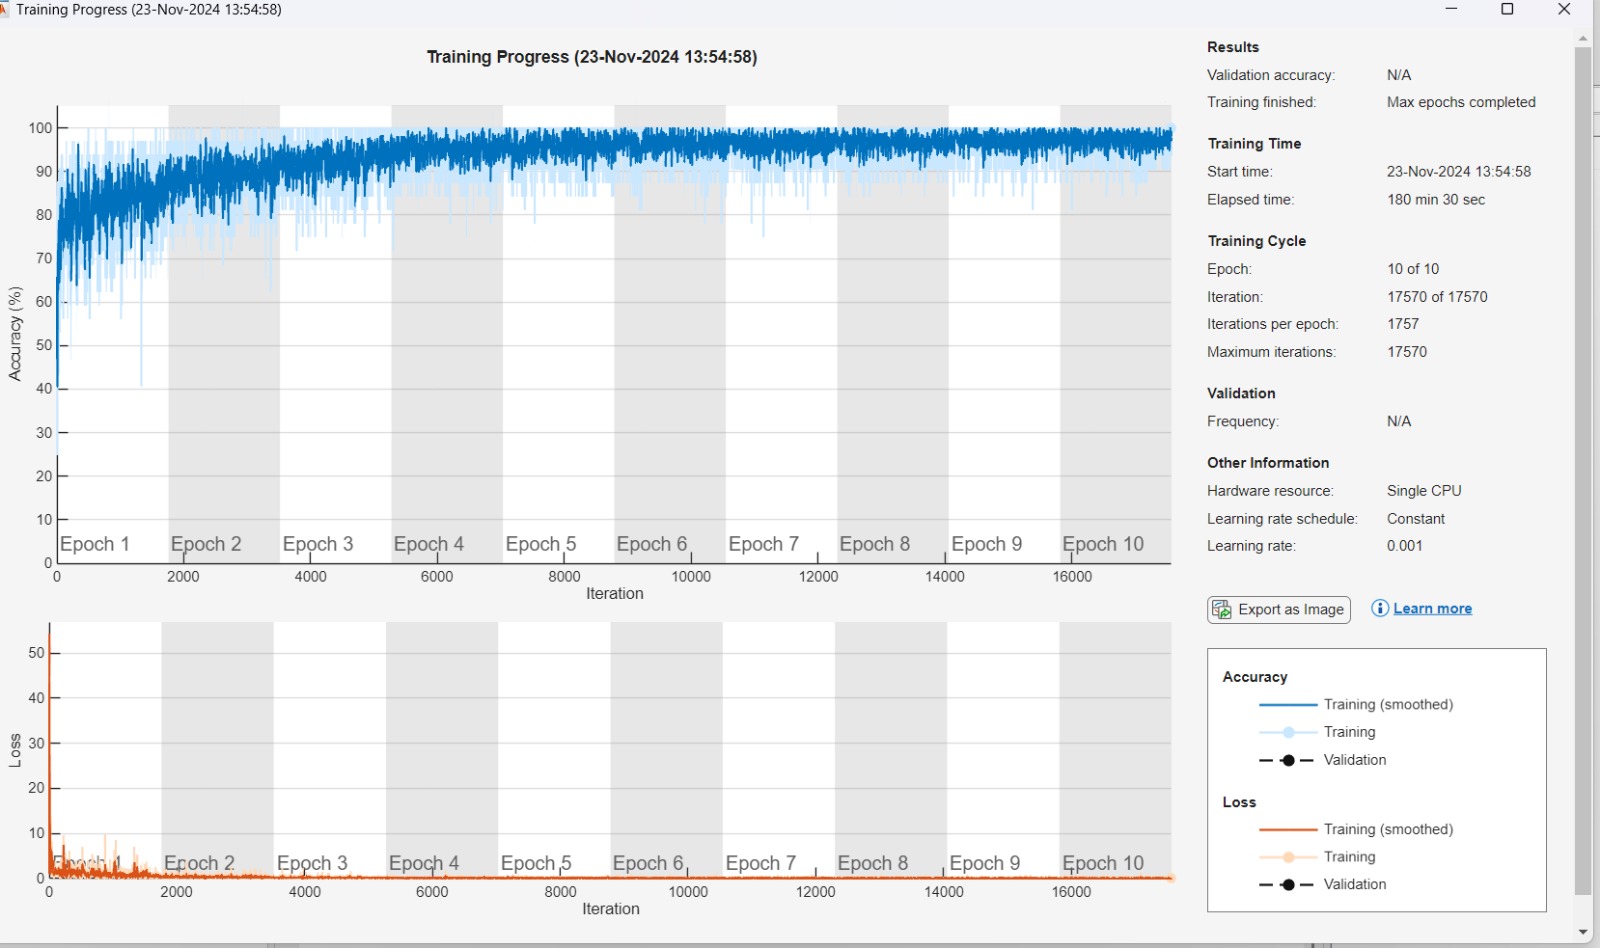 Training Progress (23-Nov-2024 13:54:58)
Training Progress (23-Nov-2024 13:54:58)
Accuracy (%)
100
90
80
70
60
50
40
30
20
10
0
Epoch 1 Epoch 2 Epoch 3 Epoch 4 Epoch 5 Epoch 6 Epoch 7 Epoch 8 Epoch 9 Epoch 10
0 2000 4000 6000 8000 10000 12000 14000 16000
Iteration
Loss
50
40
30
20
10
0
Epoch 1 Epoch 2 Epoch 3 Epoch 4 Epoch 5 Epoch 6 Epoch 7 Epoch 8 Epoch 9 Epoch 10
0 2000 4000 6000 8000 10000 12000 14000 16000
Iteration
Results
Validation accuracy: N/A
Training finished: Max epochs completed
Training Time
Start time: 23-Nov-2024 13:54:58
Elapsed time: 180 min 30 sec
Training Cycle
Epoch: 10 of 10
Iteration: 17570 of 17570
Iterations per epoch: 1757
Maximum iterations: 17570
Validation
Frequency: N/A
Other Information
Hardware resource: Single CPU
Learning rate schedule: Constant
Learning rate: 0.001
Export as Image Learn more
Accuracy
Training (smoothed)
Training
Validation
Loss
Training (smoothed)
Training
Validation